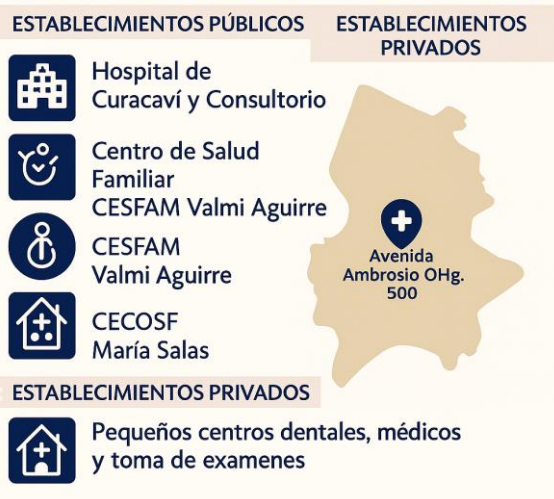 ESTABLECIMIENTOS PÚBLICOS
Hospital de
Curacaví y Consultorio
Centro de Salud
Familiar
CESFAM Valmi Aguirre
CESFAM
Valmi Aguirre
CECOSF
María Salas
ESTABLECIMIENTOS
PRIVADOS
Avenida
Ambrosio OHg.
500
ESTABLECIMIENTOS PRIVADOS
Pequeños centros dentales, médicos
y toma de examenes